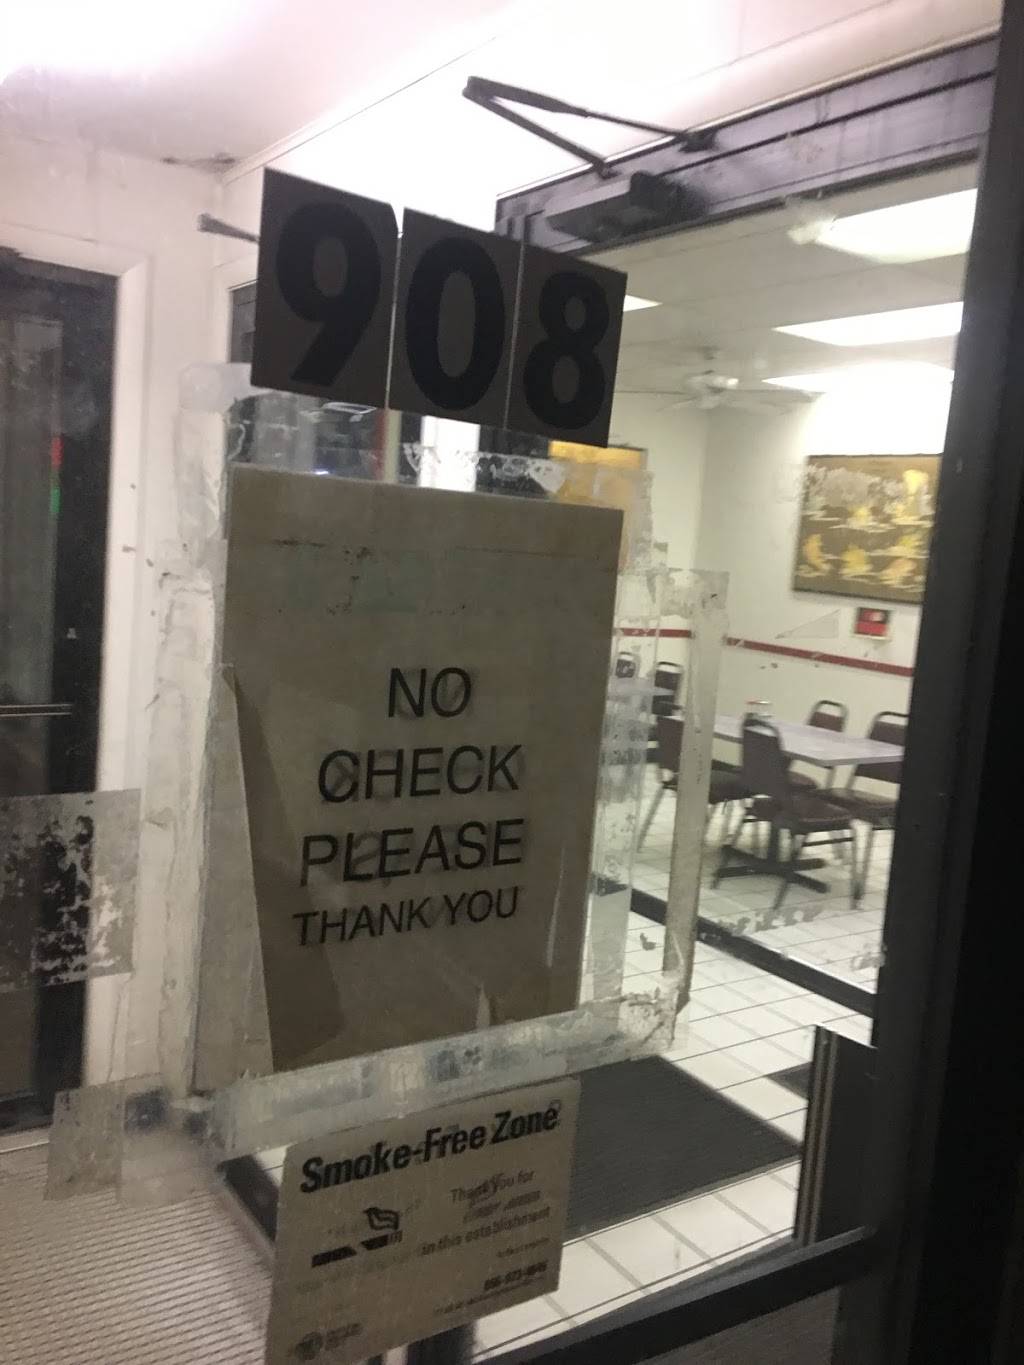 908
NO
CHECK
PLEASE
THANK YOU
Smoke-Free Zone
Thank You for
in this establishment